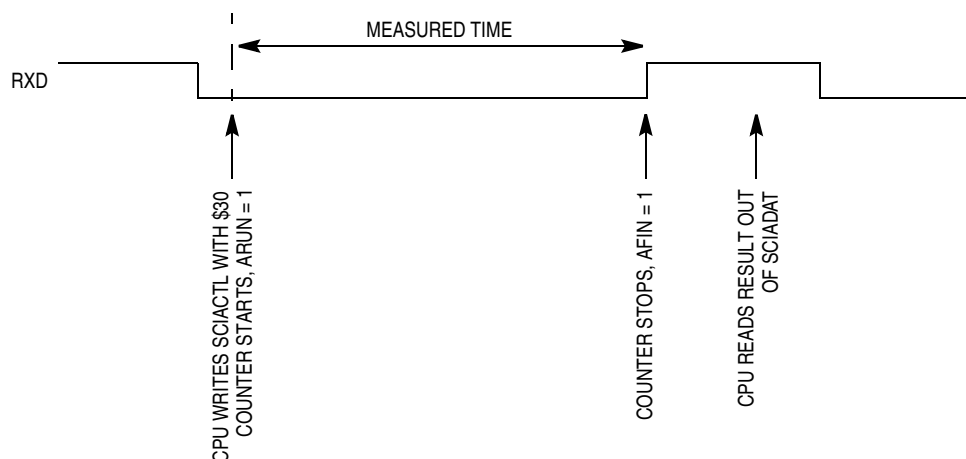 MEASURED TIME
RXD
CPU WRITES SCIACTL WITH $30
COUNTER STARTS, ARUN = 1
COUNTER STOPS, AFIN = 1
CPU READS RESULT OUT
OF SCIADAT